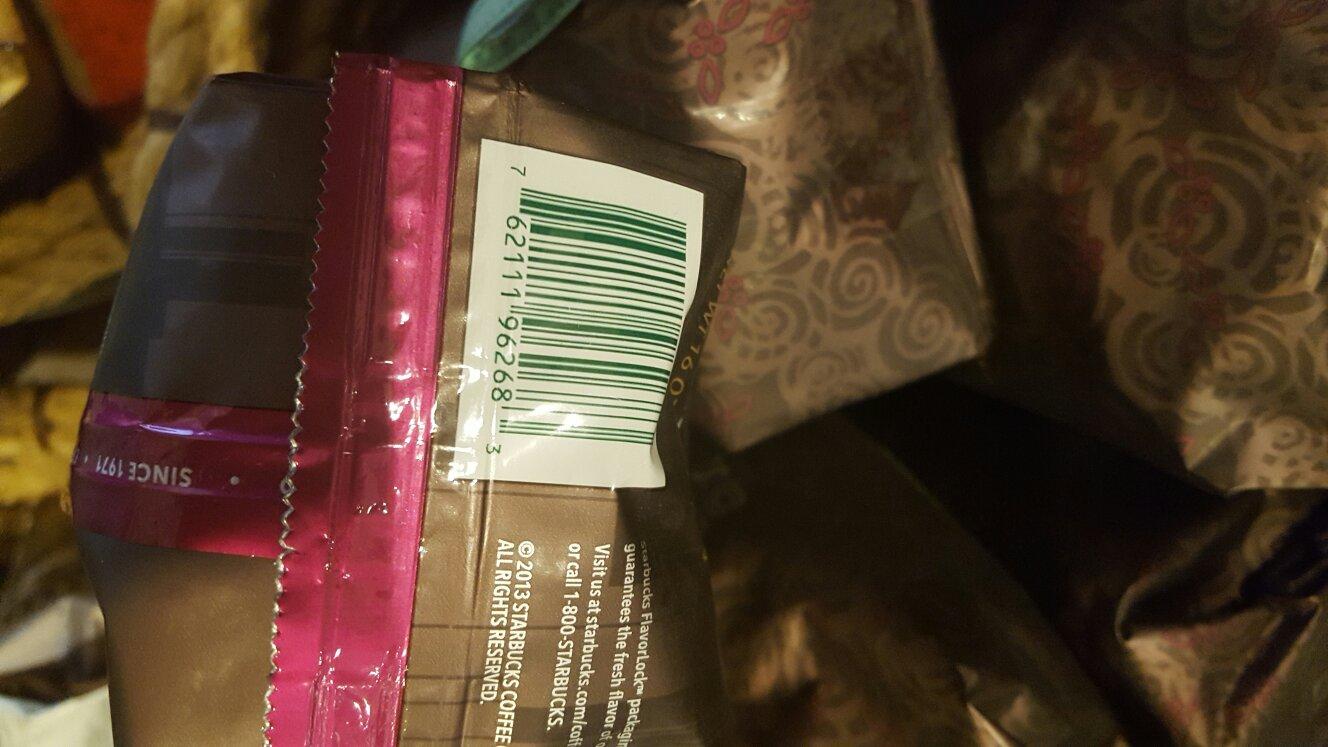 7 62111 96268 3
Starbucks FlavorLock™
guarantees the fresh flavor of
Visit us at starbucks.com/
or call 1-800-STARBUCKS.
© 2013 STARBUCKS COFFEE
ALL RIGHTS RESERVED.
SINCE 1971